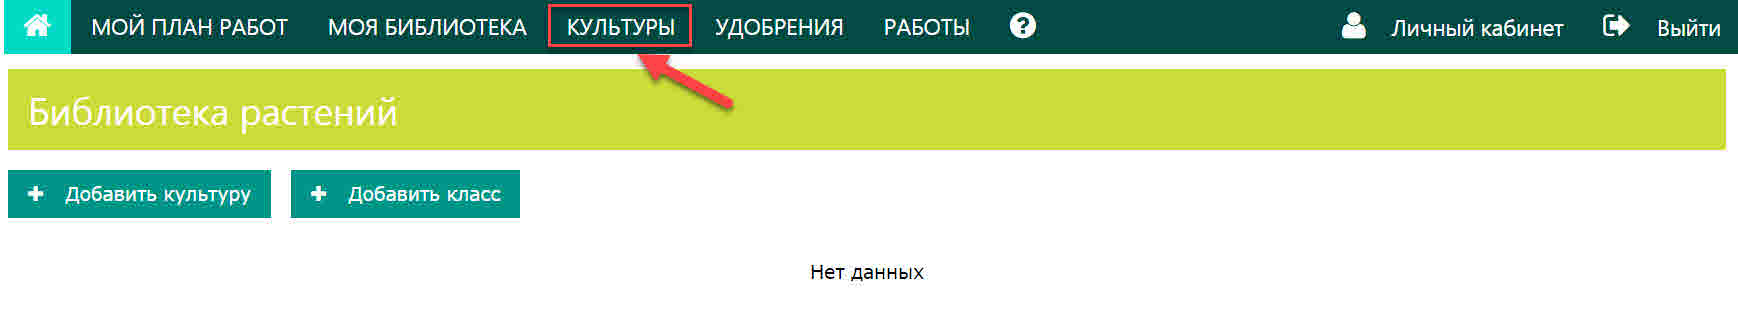 МОЙ ПЛАН РАБОТ МОЯ БИБЛИОТЕКА КУЛЬТУРЫ УДОБРЕНИЯ РАБОТЫ ? Личный кабинет Выйти
Библиотека растений
+ Добавить культуру + Добавить класс
Нет данных